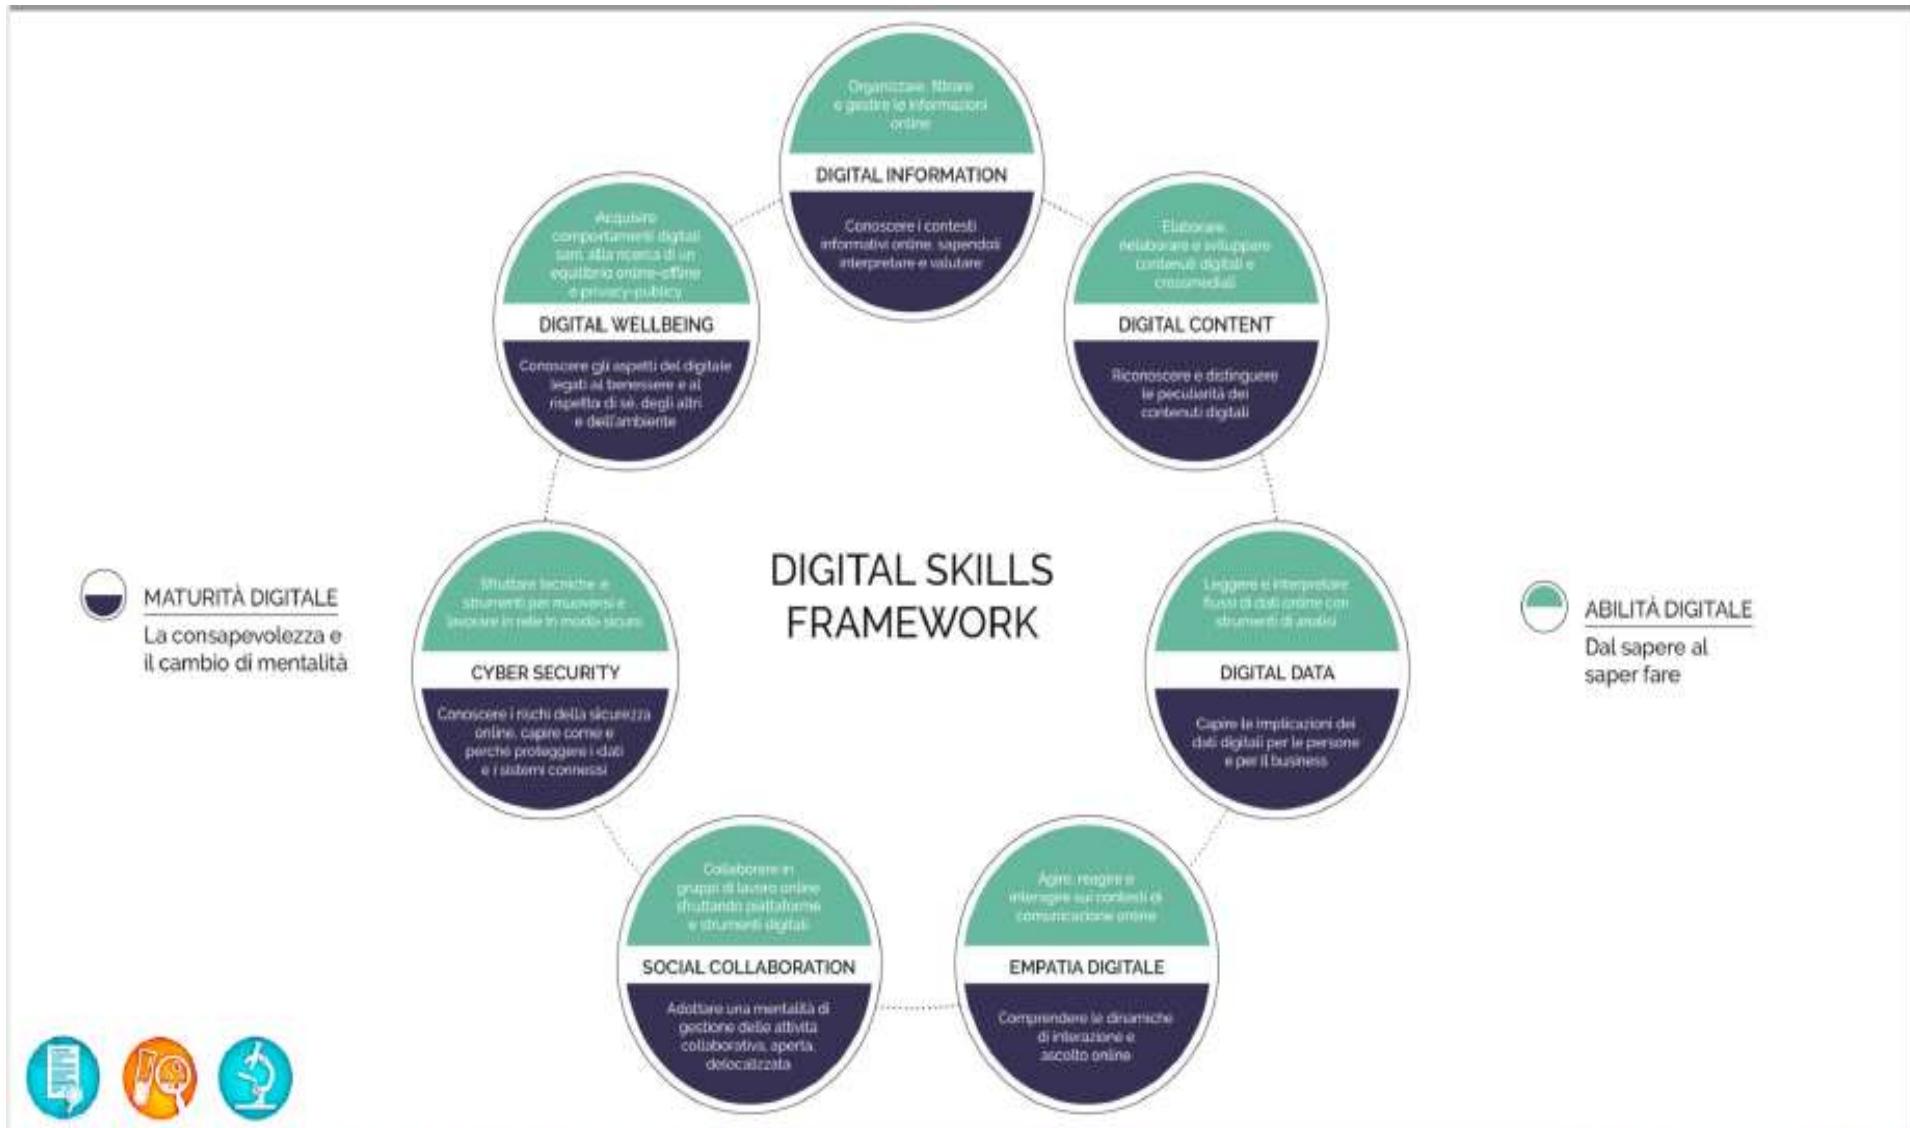 Organizzare, filtrare
e gestire le informazioni
online
DIGITAL INFORMATION
Conoscere i contesti
informativi online, sapendoli
interpretare e valutare
Elaborare,
rielaborare e sviluppare
contenuti digitali e
crossmediali
DIGITAL CONTENT
Riconoscere e distinguere
le peculiarità dei
contenuti digitali
Leggere e interpretare
flussi di dati online con
strumenti di analisi
DIGITAL DATA
Capire le implicazioni dei
dati digitali per le persone
e per il business
Agire, reagire e
interagire sui contesti di
comunicazione online
EMPATIA DIGITALE
Comprendere le dinamiche
di interazione e
ascolto online
Collaborare in
gruppi di lavoro online
sfruttando piattaforme
e strumenti digitali
SOCIAL COLLABORATION
Adottare una mentalità di
gestione delle attività
collaborativa, aperta,
delocalizzata
Sfruttare tecniche e
strumenti per muoversi e
lavorare in rete in modo sicuro
CYBER SECURITY
Conoscere i rischi della sicurezza
online, capire come e
perché proteggere i dati
e i sistemi connessi
Acquisire
comportamenti digitali
sani, alla ricerca di un
equilibrio online-offline
e privacy-publicy
DIGITAL WELLBEING
Conoscere gli aspetti del digitale
legati al benessere e al
rispetto di sé, degli altri
e dell'ambiente
DIGITAL SKILLS
FRAMEWORK
MATURITÀ DIGITALE
La consapevolezza e
il cambio di mentalità
ABILITÀ DIGITALE
Dal sapere al
saper fare